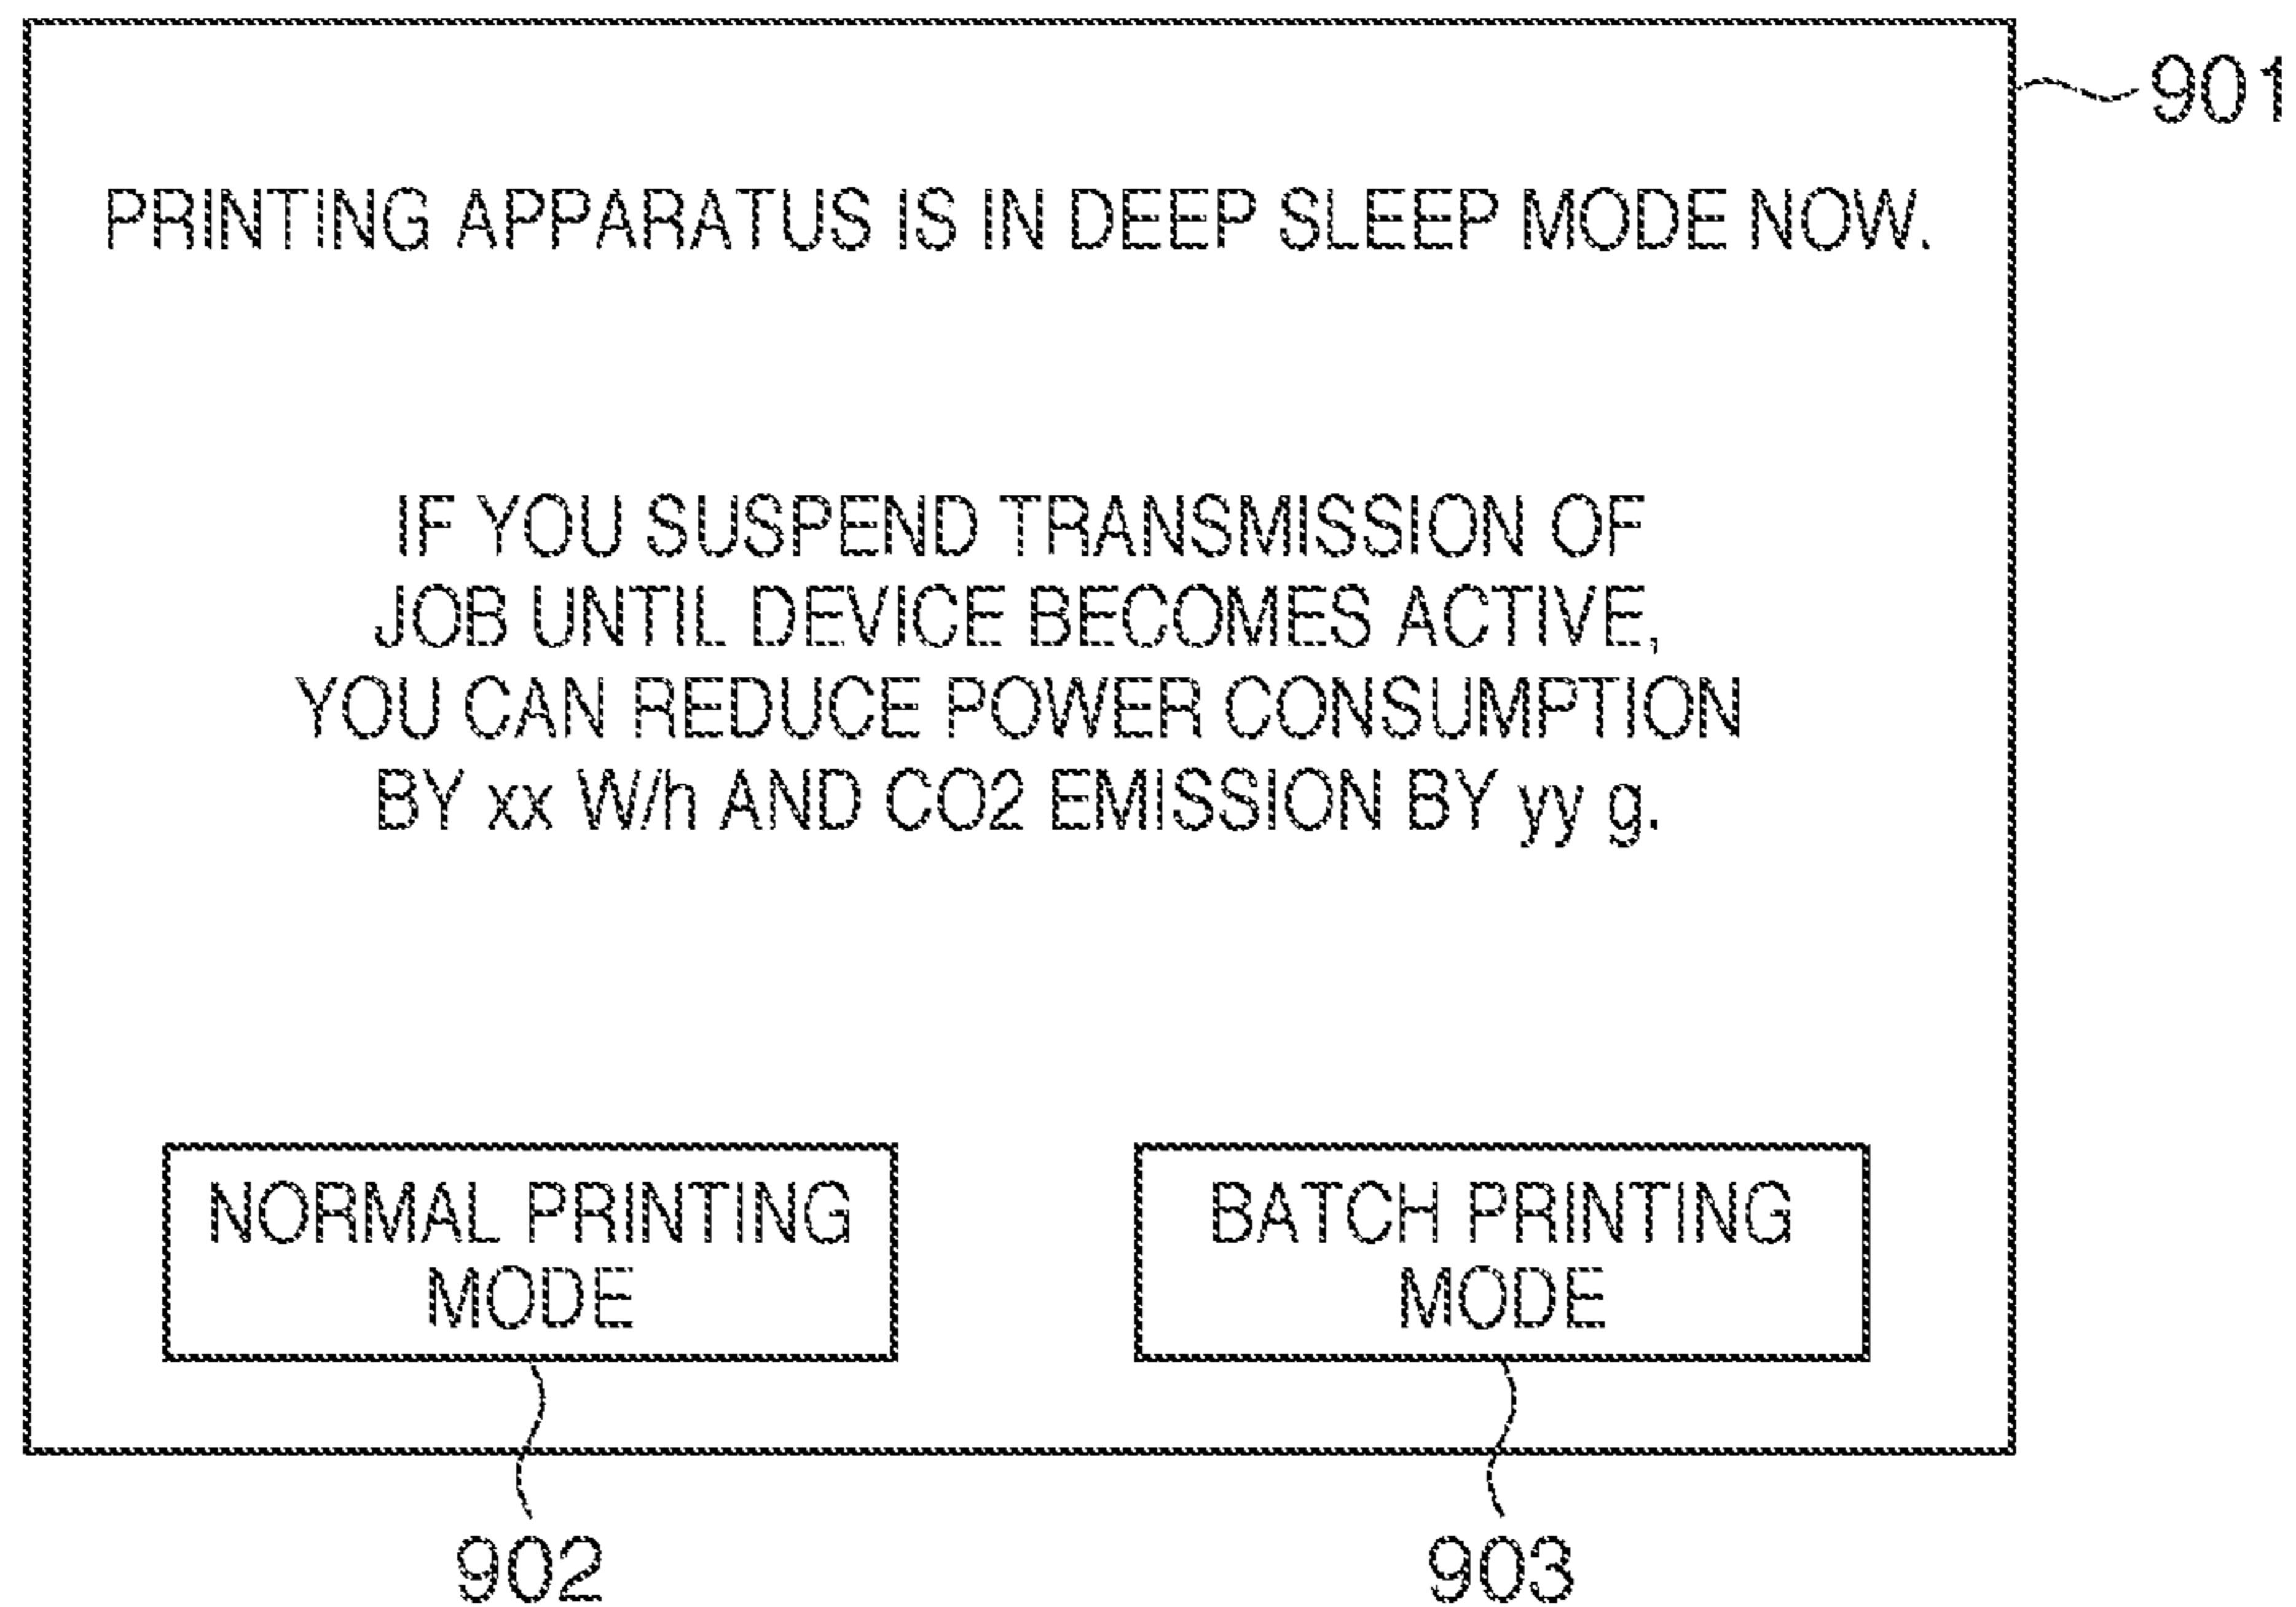 901
PRINTING APPARATUS IS IN DEEP SLEEP MODE NOW.
IF YOU SUSPEND TRANSMISSION OF
JOB UNTIL DEVICE BECOMES ACTIVE,
YOU CAN REDUCE POWER CONSUMPTION
BY xx W/h AND CO2 EMISSION BY yy g.
NORMAL PRINTING
MODE
BATCH PRINTING
MODE
902
903